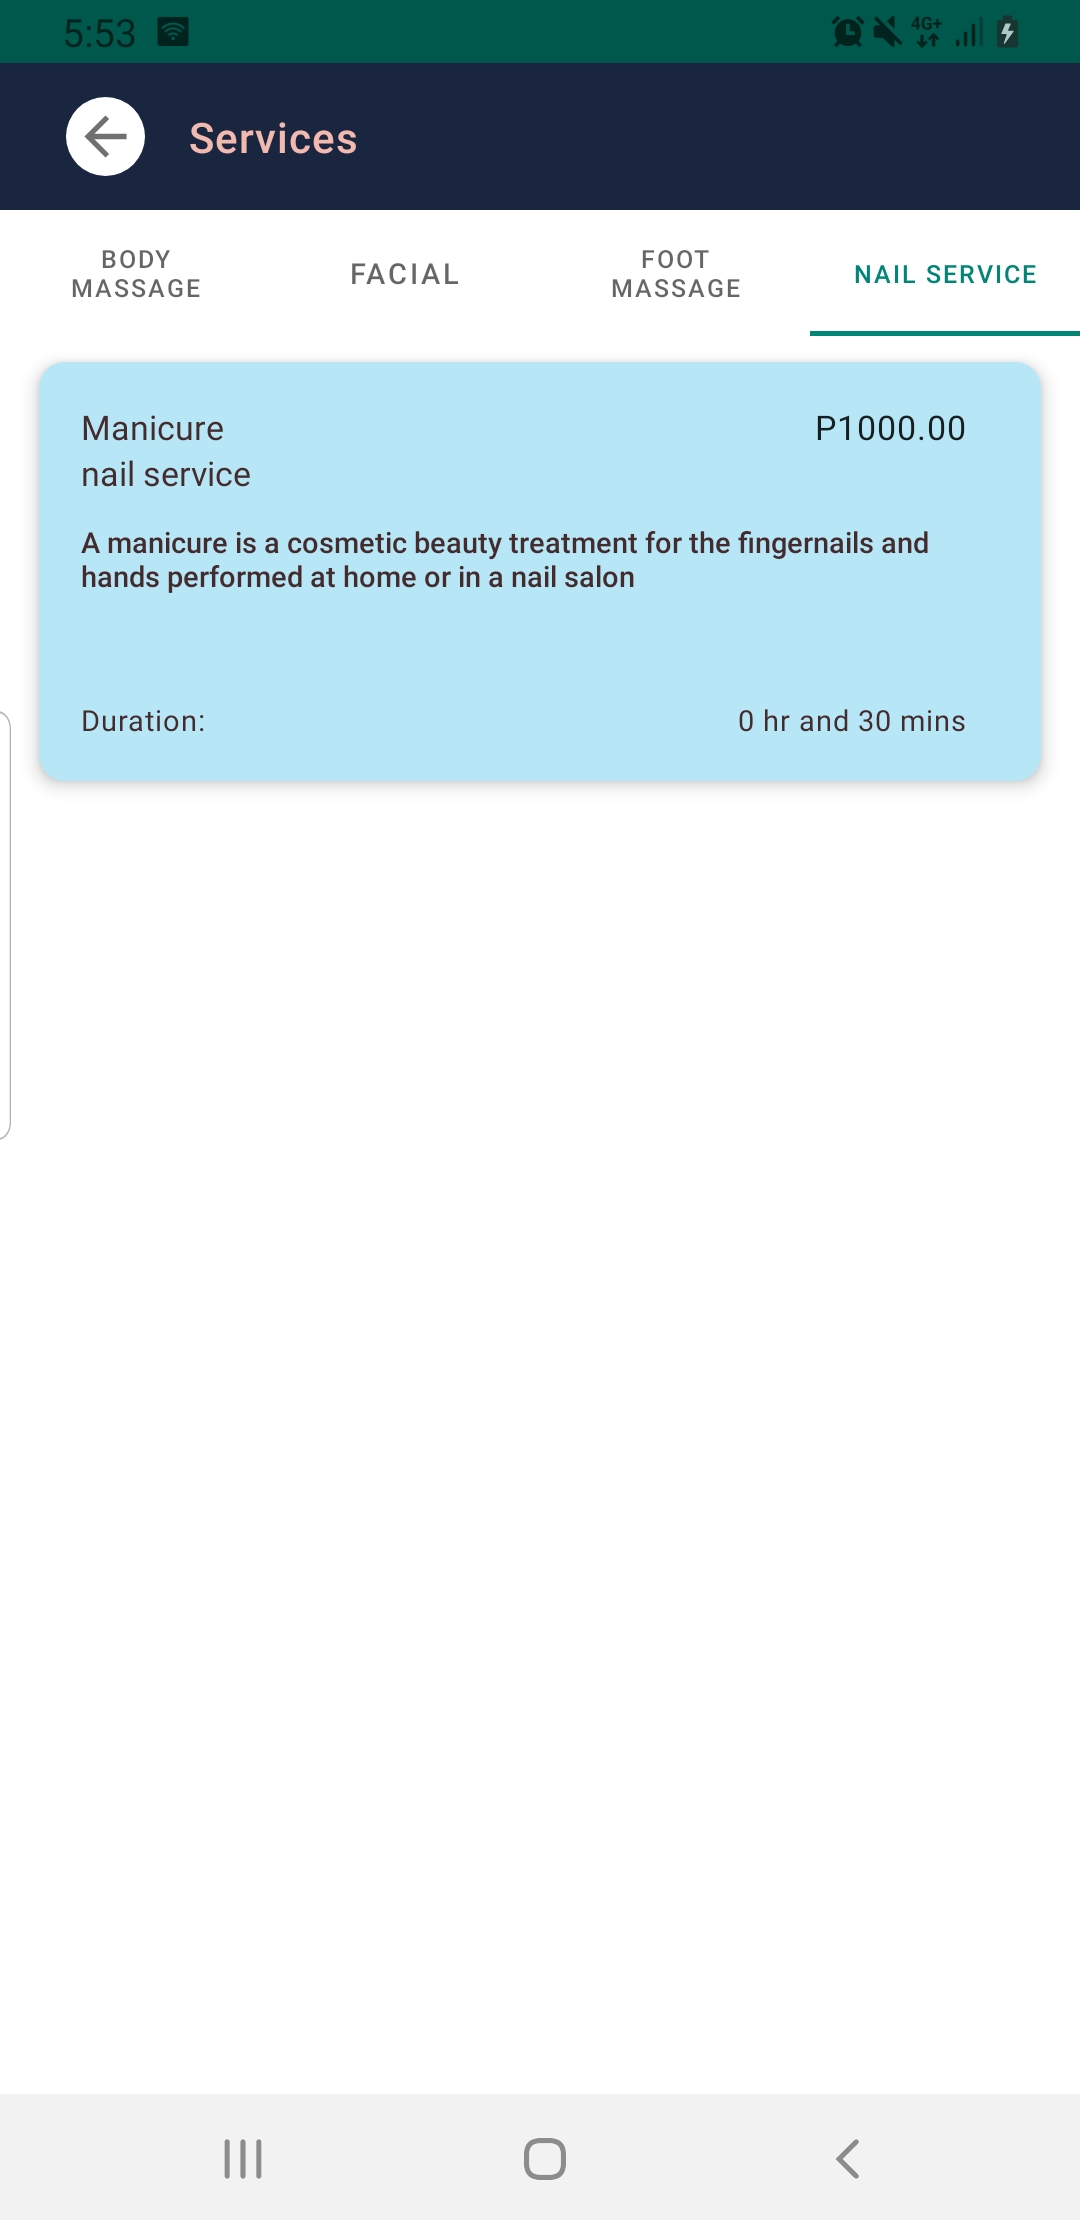 5:53
4G+
Services
BODY
MASSAGE
FACIAL
FOOT
MASSAGE
NAIL SERVICE
Manicure
P1000.00
nail service
A manicure is a cosmetic beauty treatment for the fingernails and
hands performed at home or in a nail salon
Duration:
0 hr and 30 mins